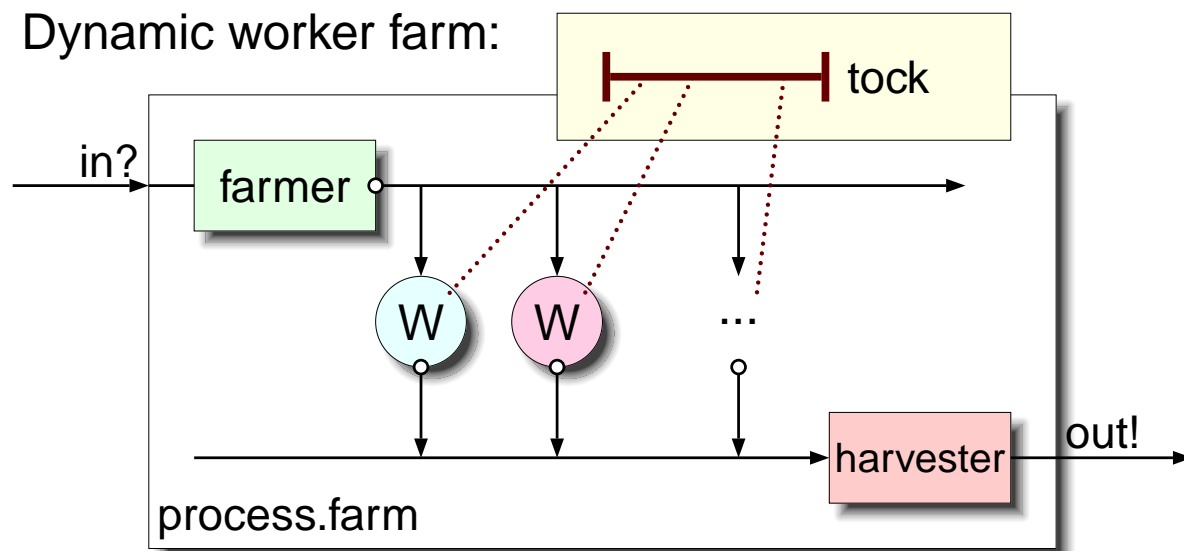 Dynamic worker farm:
tock
in?
farmer
W
W
...
harvester
out!
process.farm